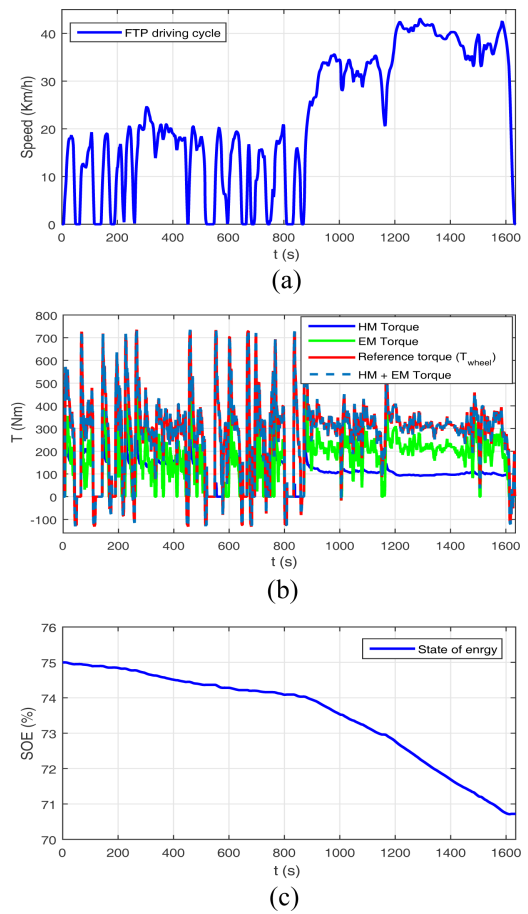 FTP driving cycle
Speed (Km/h)
40
30
20
10
0
0 200 400 600 800 1000 1200 1400 1600
t (s)
(a)
HM Torque
EM Torque
Reference torque (T_wheel)
HM + EM Torque
T (Nm)
800
700
600
500
400
300
200
100
0
-100
0 200 400 600 800 1000 1200 1400 1600
t (s)
(b)
State of enrgy
SOE (%)
76
75
74
73
72
71
70
0 200 400 600 800 1000 1200 1400 1600
t (s)
(c)